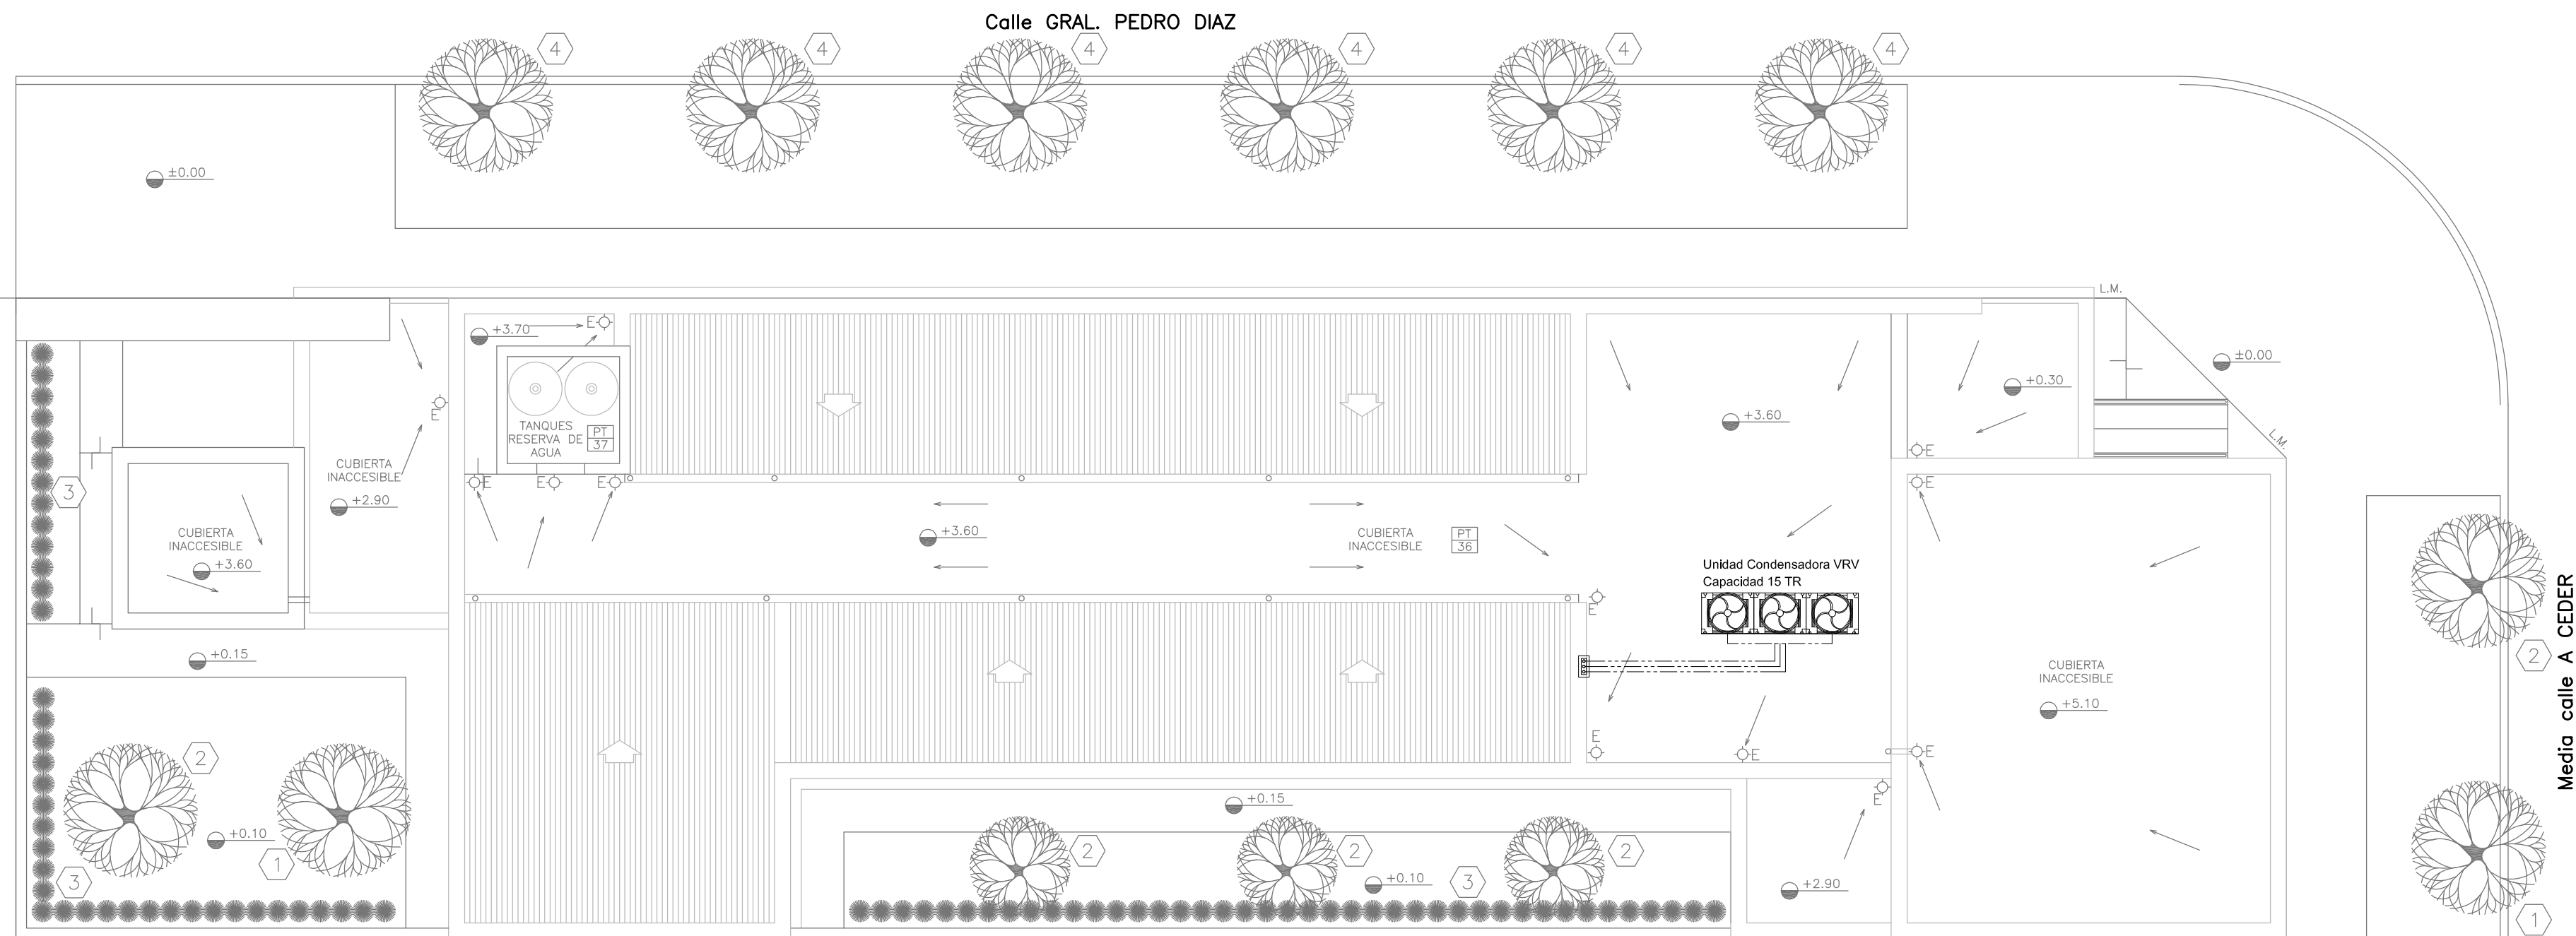 Calle GRAL. PEDRO DIAZ
4
4
4
4
4
4
±0.00
L.M.
+3.70
E
±0.00
+0.30
E
+3.60
TANQUES
RESERVA DE
AGUA
PT
37
L.M.
E
CUBIERTA
INACCESIBLE
3
E
E
E
E
+2.90
CUBIERTA
INACCESIBLE
+3.60
+3.60
CUBIERTA
INACCESIBLE
PT
36
Unidad Condensadora VRV
Capacidad 15 TR
E
Media calle A CEDER
+0.15
2
CUBIERTA
INACCESIBLE
+5.10
E
E
E
2
+0.15
E
+0.10
1
2
2
2
3
+0.10
3
+2.90
1